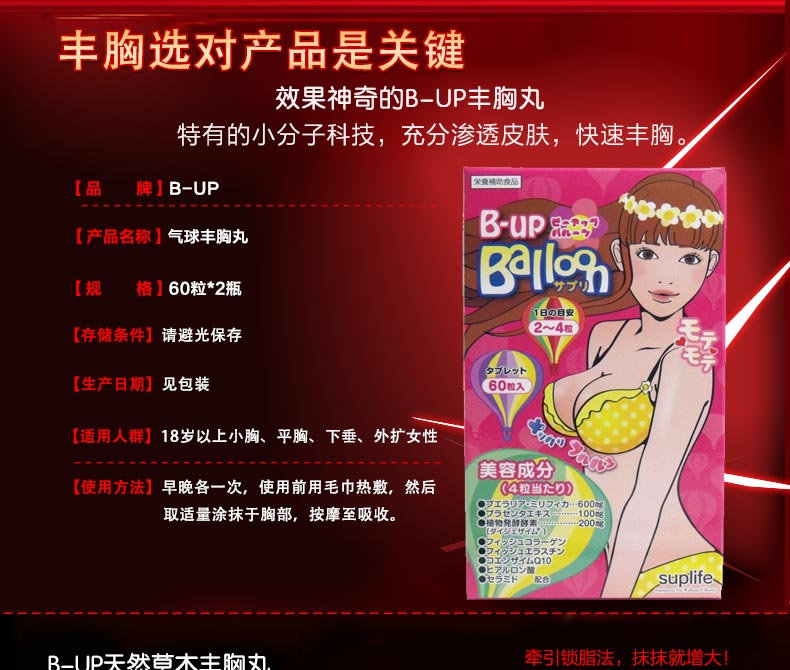 丰胸选对产品是关键
效果神奇的B-UP丰胸丸
特有的小分子科技，充分渗透皮肤，快速丰胸。
【品 牌】B-UP
【产品名称】气球丰胸丸
【规 格】60粒*2瓶
【存储条件】请避光保存
【生产日期】见包装
【适用人群】18岁以上小胸、平胸、下垂、外扩女性
【使用方法】早晚各一次，使用前用毛巾热敷，然后
取适量涂抹于胸部，按摩至吸收。
栄養補助食品
B-UP
ビーアップ
バルーン
Balloon
サプリ
1日の目安
2〜4粒
モテ
モテ
タブレット
60粒入
美容成分
(4粒当たり)
●プエラリア・ミリフィカ…600mg
●プラセンタエキス………100mg
●植物発酵酵素…………200mg
(ダイジェザイム®)
●フィッシュコラーゲン
●フィッシュエラスチン
●コエンザイムQ10
●ヒアルロン酸
●セラミド 配合
suplife
B-UP天然草木丰胸丸
牵引锁脂法，抹抹就增大！